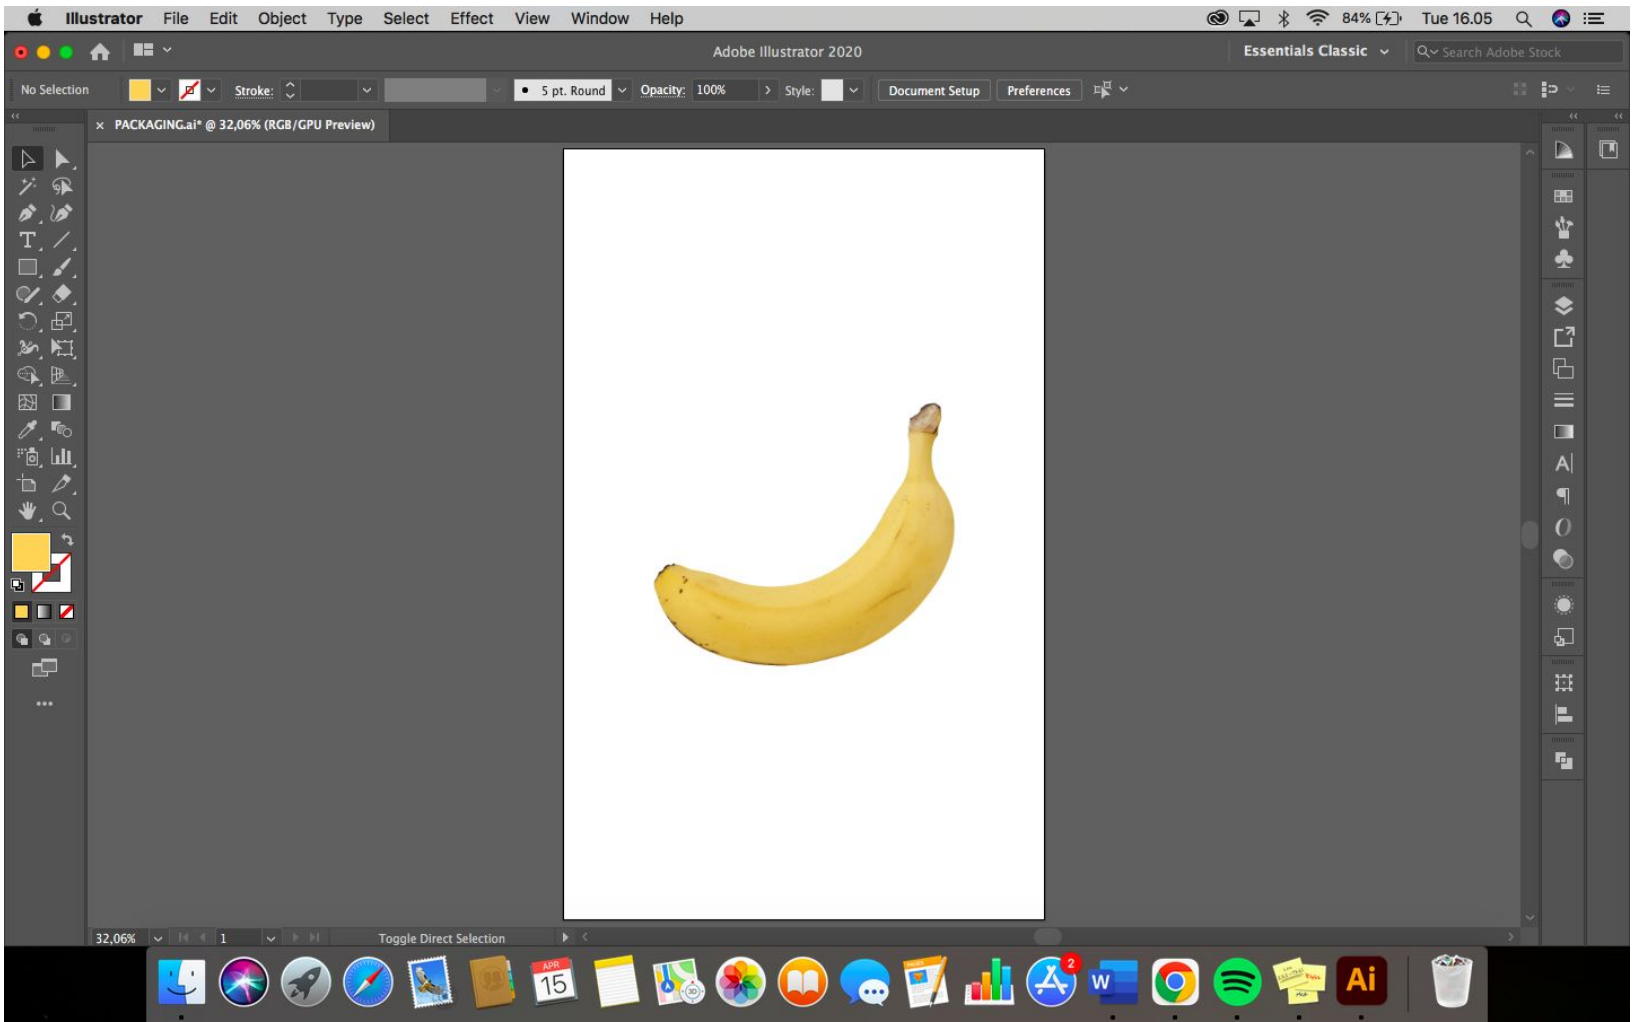 Illustrator File Edit Object Type Select Effect View Window Help 84% Tue 16.05
Adobe Illustrator 2020 Essentials Classic Search Adobe Stock
No Selection Stroke: 5 pt. Round Opacity: 100% Style: Document Setup Preferences
× PACKAGING.ai* @ 32,06% (RGB/GPU Preview)
32,06% 1 Toggle Direct Selection
APR
15
2
W
Ai